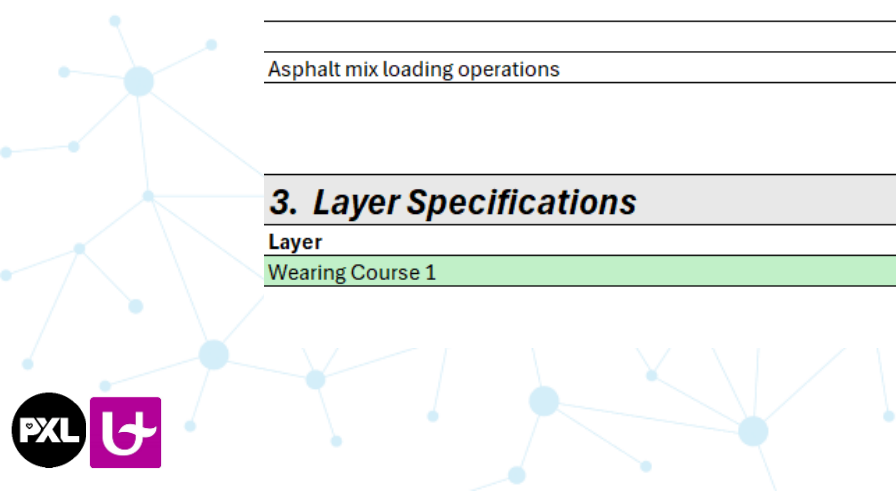 Asphalt mix loading operations
3. Layer Specifications
Layer
Wearing Course 1
PXL